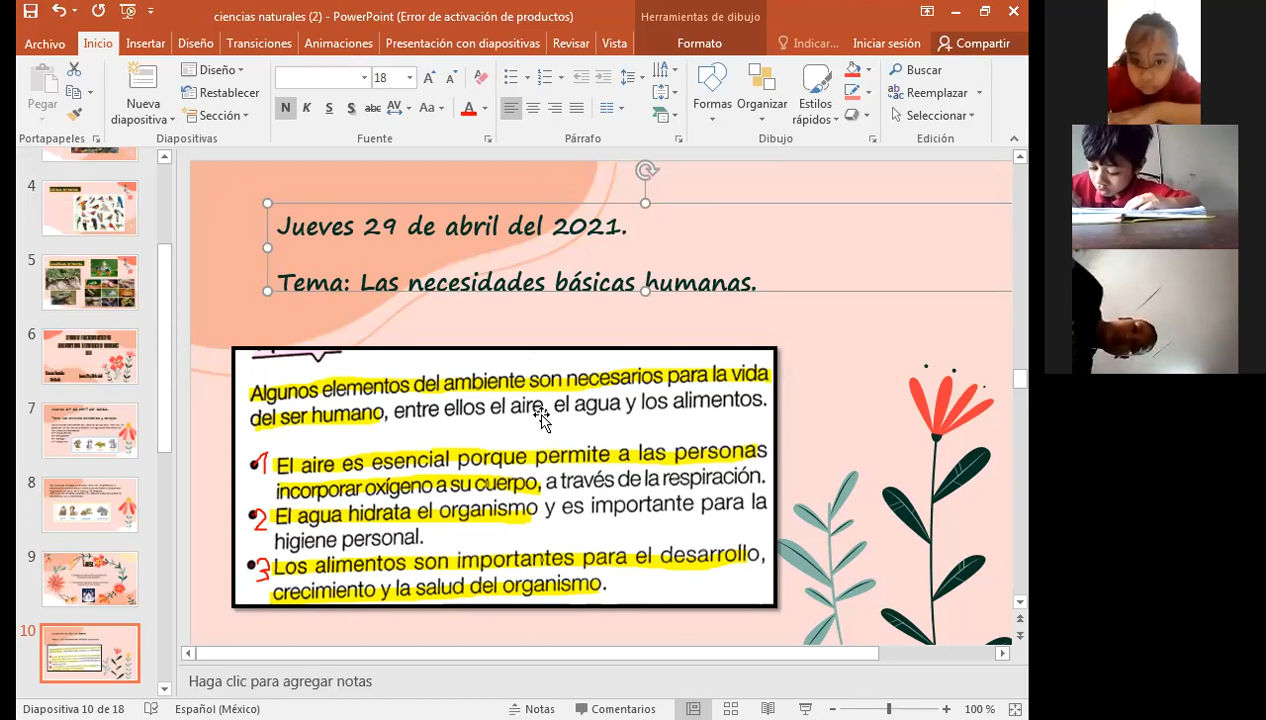 ciencias naturales (2) - PowerPoint (Error de activación de productos)
Herramientas de dibujo
Archivo Inicio Insertar Diseño Transiciones Animaciones Presentación con diapositivas Revisar Vista Formato Indicar... Iniciar sesión Compartir
Pegar
Nueva diapositiva
Diseño
Restablecer
Sección
18
N K S S abc AV Aa A
Formas
Organizar
Estilos rápidos
Buscar
Reemplazar
Seleccionar
Portapapeles Diapositivas Fuente Párrafo Dibujo Edición
4
5
6
7
8
9
10
Jueves 29 de abril del 2021.
Tema: Las necesidades básicas humanas.
Algunos elementos del ambiente son necesarios para la vida
del ser humano, entre ellos el aire, el agua y los alimentos.
1 El aire es esencial porque permite a las personas
incorporar oxígeno a su cuerpo, a través de la respiración.
2 El agua hidrata el organismo y es importante para la
higiene personal.
3 Los alimentos son importantes para el desarrollo,
crecimiento y la salud del organismo.
Haga clic para agregar notas
Diapositiva 10 de 18 Español (México) Notas Comentarios 100 %